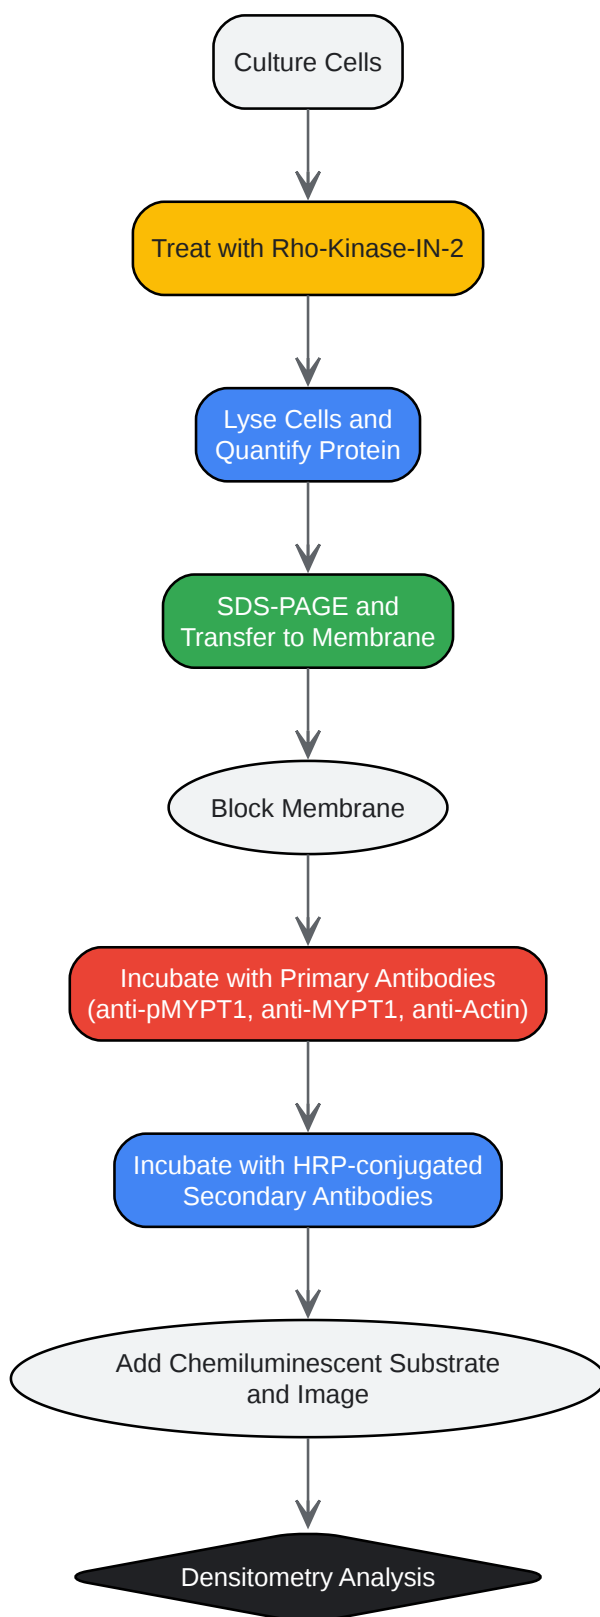 Culture Cells
Treat with Rho-Kinase-IN-2
Lyse Cells and
Quantify Protein
SDS-PAGE and
Transfer to Membrane
Block Membrane
Incubate with Primary Antibodies
(anti-pMYPT1, anti-MYPT1, anti-Actin)
Incubate with HRP-conjugated
Secondary Antibodies
Add Chemiluminescent Substrate
and Image
Densitometry Analysis